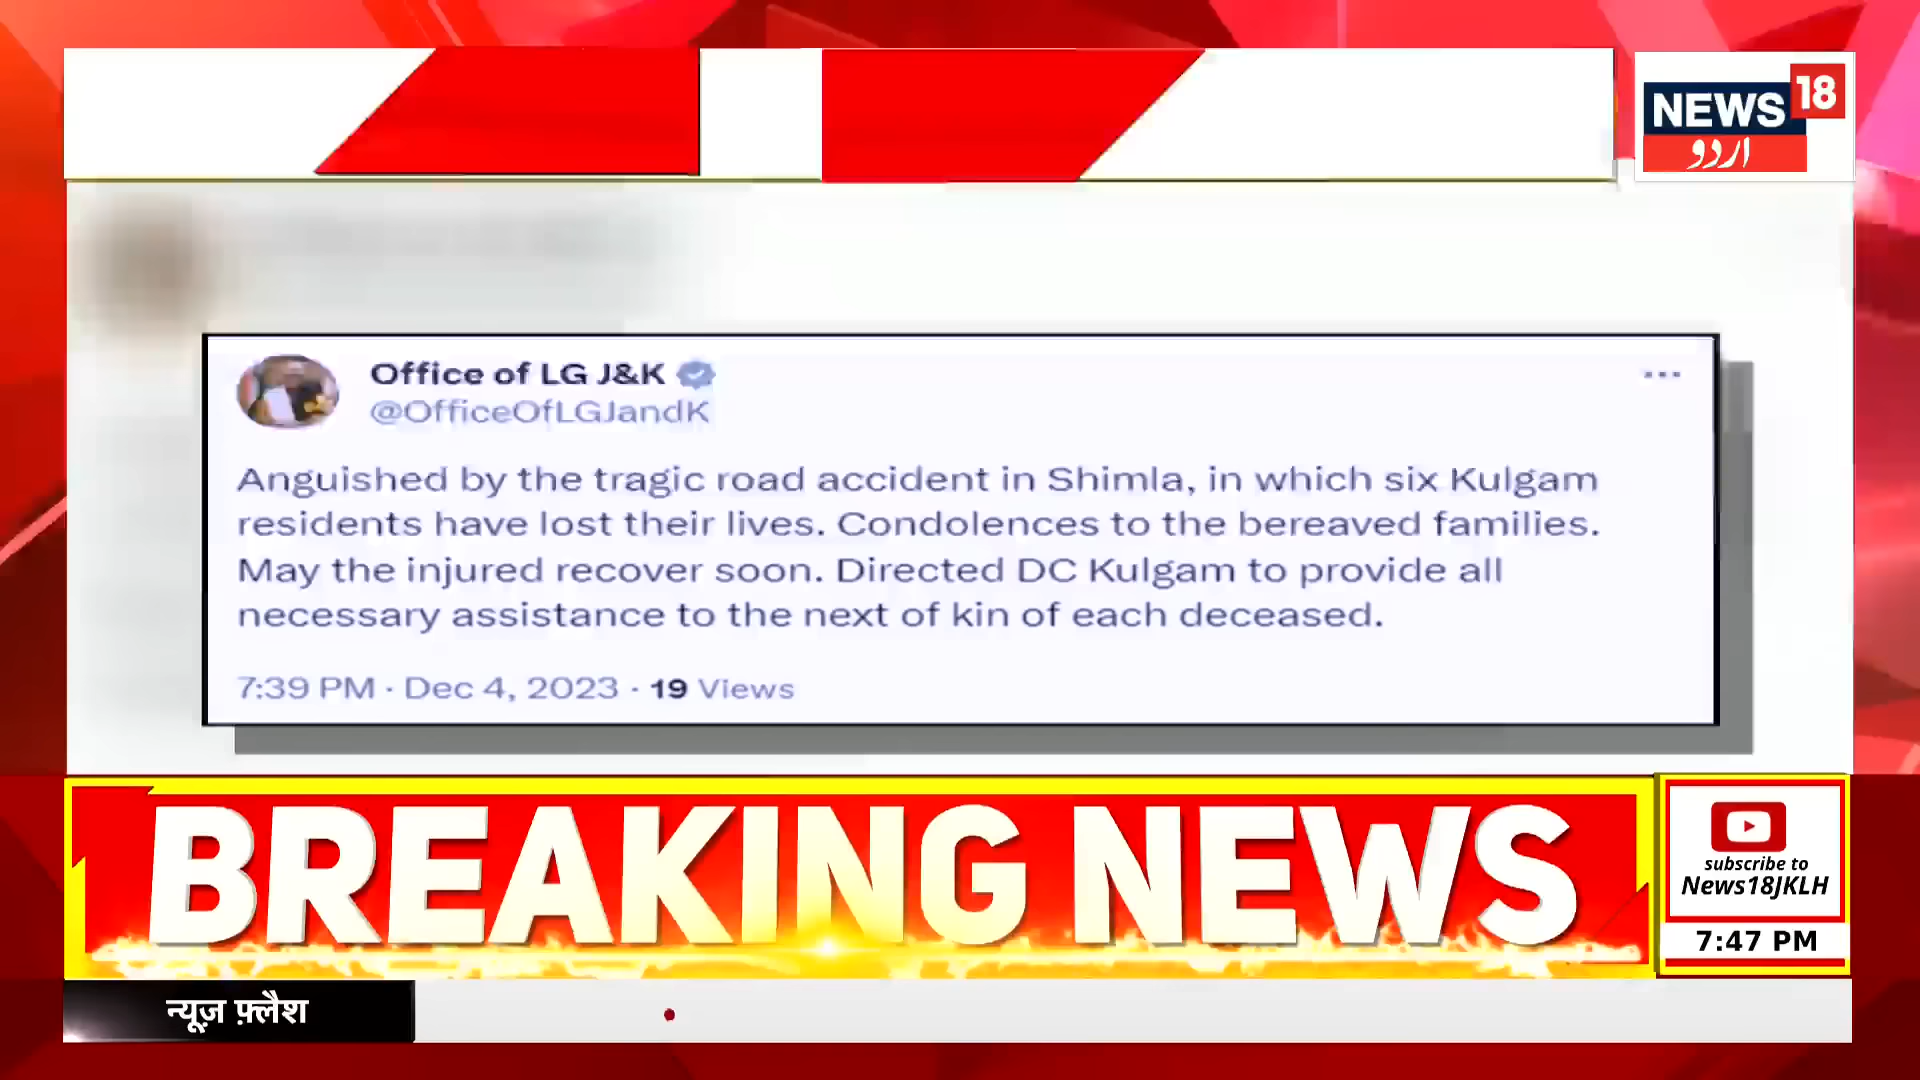 NEWS 18
اردو
Office of LG J&K
@OfficeOfLGJandK
Anguished by the tragic road accident in Shimla, in which six Kulgam
residents have lost their lives. Condolences to the bereaved families.
May the injured recover soon. Directed DC Kulgam to provide all
necessary assistance to the next of kin of each deceased.
7:39 PM · Dec 4, 2023 · 19 Views
BREAKING NEWS
subscribe to
News18JKLH
7:47 PM
न्यूज़ फ़्लैश